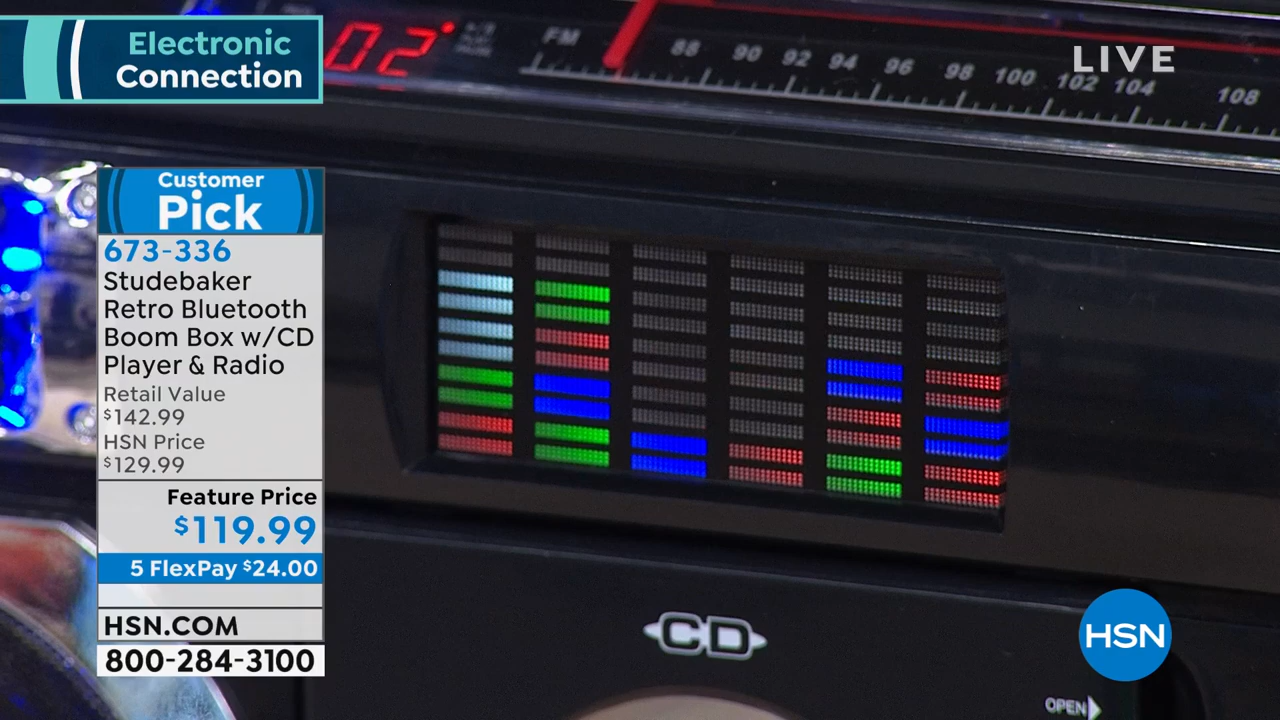 Electronic
Connection
02
FM
88 90 92 94 96 98 100 102 104 108
LIVE
Customer
Pick
673-336
Studebaker
Retro Bluetooth
Boom Box w/CD
Player & Radio
Retail Value
$142.99
HSN Price
$129.99
Feature Price
$119.99
5 FlexPay $24.00
HSN.COM
800-284-3100
CD
HSN
OPEN